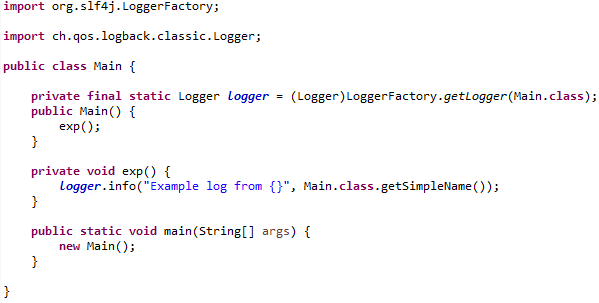 import org.slf4j.LoggerFactory;
import ch.qos.logback.classic.Logger;
public class Main {
private final static Logger logger = (Logger)LoggerFactory.getLogger(Main.class);
public Main() {
exp();
}
private void exp() {
logger.info("Example log from {}", Main.class.getSimpleName());
}
public static void main(String[] args) {
new Main();
}
}